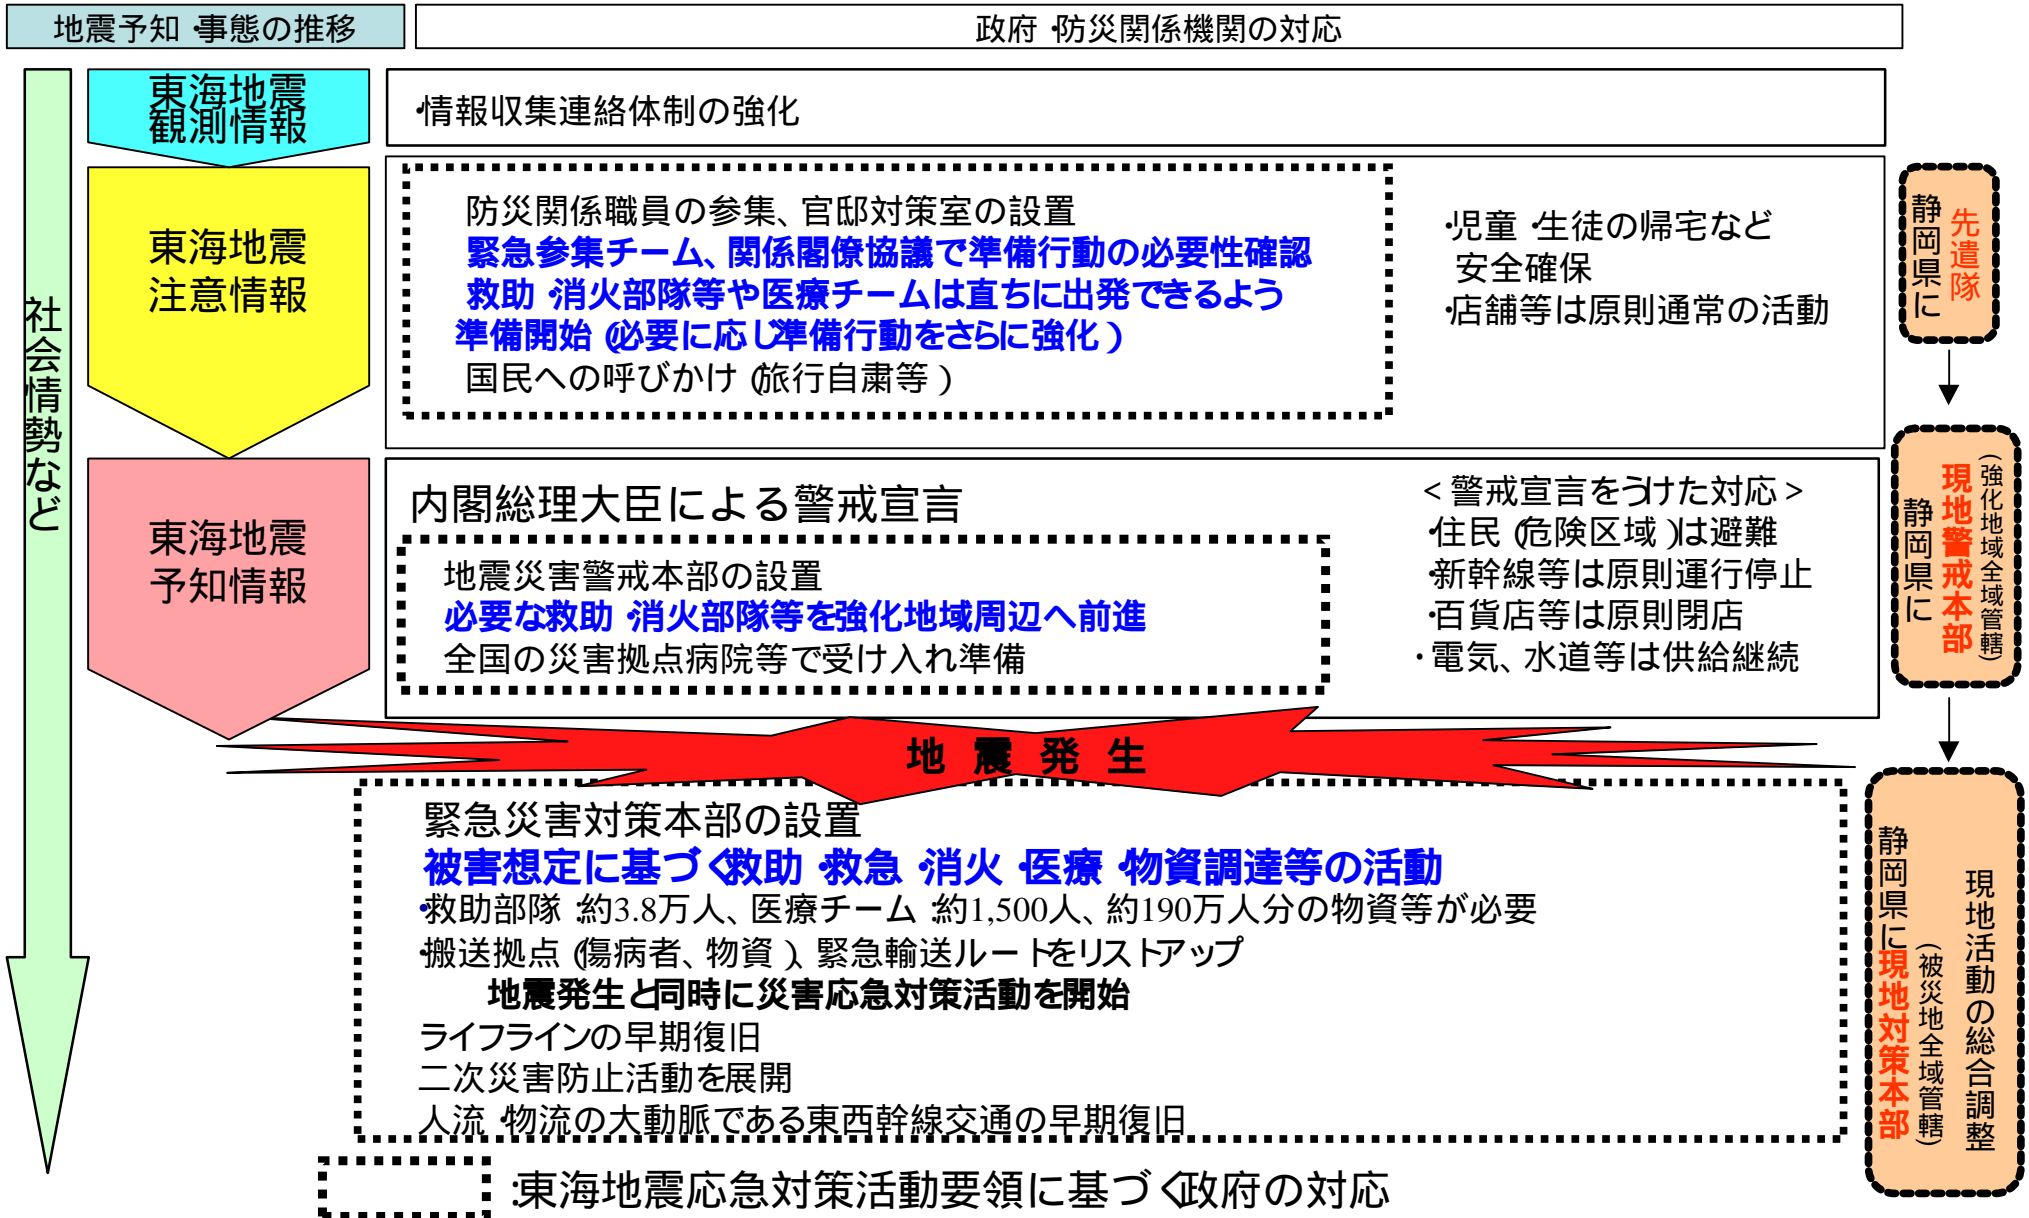 地震予知・事態の推移
政府・防災関係機関の対応
社会情勢など
東海地震
観測情報
・情報収集連絡体制の強化
東海地震
注意情報
防災関係職員の参集、官邸対策室の設置
緊急参集チーム、関係閣僚協議で準備行動の必要性確認
救助・消火部隊等や医療チームは直ちに出発できるよう
準備開始(必要に応じ準備行動をさらに強化)
国民への呼びかけ(旅行自粛等)
・児童・生徒の帰宅など
安全確保
・店舗等は原則通常の活動
静岡県に
先遣隊
東海地震
予知情報
内閣総理大臣による警戒宣言
地震災害警戒本部の設置
必要な救助・消火部隊等を強化地域周辺へ前進
全国の災害拠点病院等で受け入れ準備
<警戒宣言をうけた対応>
・住民(危険区域)は避難
・新幹線等は原則運行停止
・百貨店等は原則閉店
・電気、水道等は供給継続
静岡県に
現地警戒本部
(強化地域全域管轄)
地 震 発 生
緊急災害対策本部の設置
被害想定に基づく救助・救急・消火・医療・物資調達等の活動
・救助部隊:約3.8万人、医療チーム:約1,500人、約190万人分の物資等が必要
・搬送拠点(傷病者、物資)、緊急輸送ルートをリストアップ
地震発生と同時に災害応急対策活動を開始
ライフラインの早期復旧
二次災害防止活動を展開
人流・物流の大動脈である東西幹線交通の早期復旧
静岡県に現地対策本部
(被災地全域管轄)
現地活動の総合調整
:東海地震応急対策活動要領に基づく政府の対応